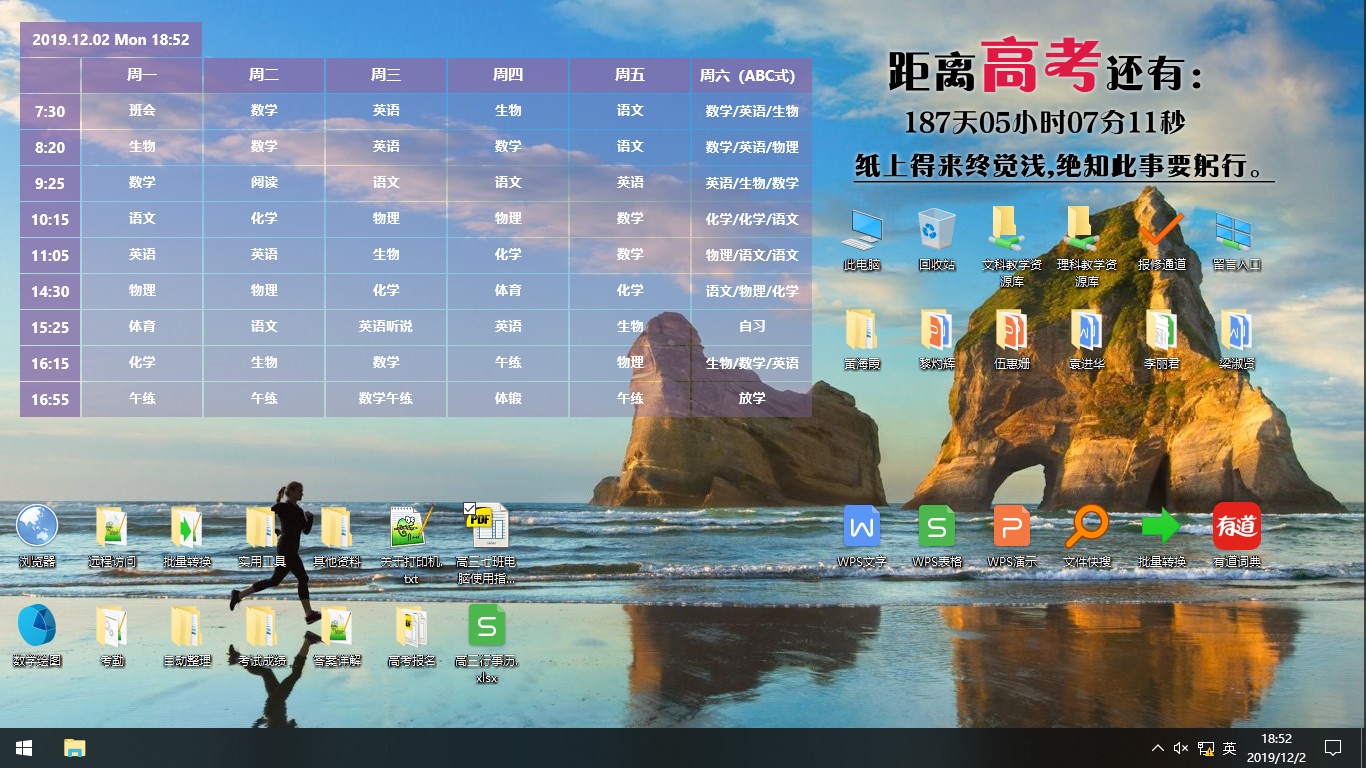 2019.12.02 Mon 18:52
周一 周二 周三 周四 周五 周六（ABC式）
7:30 班会 数学 英语 生物 语文 数学/英语/生物
8:20 生物 数学 英语 数学 语文 数学/英语/物理
9:25 数学 阅读 语文 语文 英语 英语/生物/数学
10:15 语文 化学 物理 物理 数学 化学/化学/语文
11:05 英语 英语 生物 化学 数学 物理/语文/语文
14:30 物理 物理 化学 体育 化学 语文/物理/化学
15:25 体育 语文 英语听说 英语 生物 自习
16:15 化学 生物 数学 午练 物理 生物/数学/英语
16:55 午练 午练 数学午练 体锻 午练 放学
距离高考还有：
187天05小时07分11秒
纸上得来终觉浅,绝知此事要躬行。
此电脑 回收站 文科教学资 理科教学资 报修通道 留言入口
源库 源库
黄海霞 黎灼辉 伍惠姗 袁进华 李丽君 梁淑贤
PDF
W S P 有道
浏览器 远程访问 批量转换 实用工具 其他资料 关于打印机. 高三七班电 WPS文字 WPS表格 WPS演示 文件快搜 批量转换 有道词典
txt 脑使用指...
S
数学绘图 考勤 自动整理 考试成绩 答案详解 高考报名 高三行事历.
xlsx
英 18:52
2019/12/2